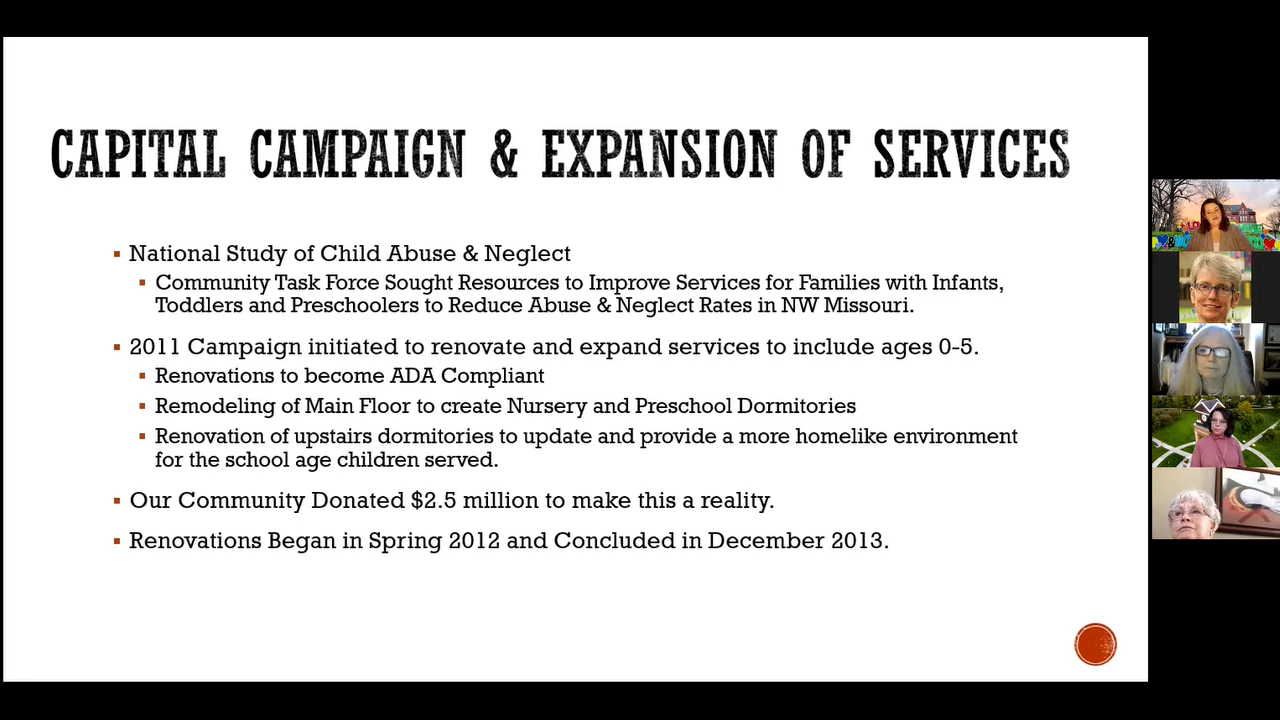 CAPITAL CAMPAIGN & EXPANSION OF SERVICES
National Study of Child Abuse & Neglect
Community Task Force Sought Resources to Improve Services for Families with Infants,
Toddlers and Preschoolers to Reduce Abuse & Neglect Rates in NW Missouri.
2011 Campaign initiated to renovate and expand services to include ages 0-5.
Renovations to become ADA Compliant
Remodeling of Main Floor to create Nursery and Preschool Dormitories
Renovation of upstairs dormitories to update and provide a more homelike environment
for the school age children served.
Our Community Donated $2.5 million to make this a reality.
Renovations Began in Spring 2012 and Concluded in December 2013.